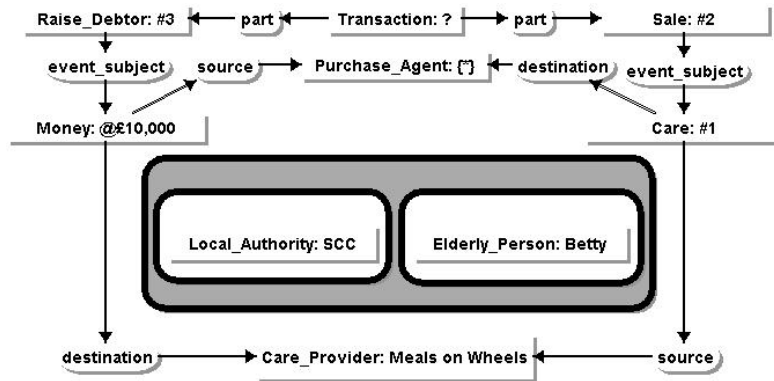 Raise_Debtor: #3 part Transaction: ? part Sale: #2
event_subject source Purchase_Agent: {*} destination event_subject
Money: @£10,000 Care: #1
Local_Authority: SCC Elderly_Person: Betty
destination Care_Provider: Meals on Wheels source